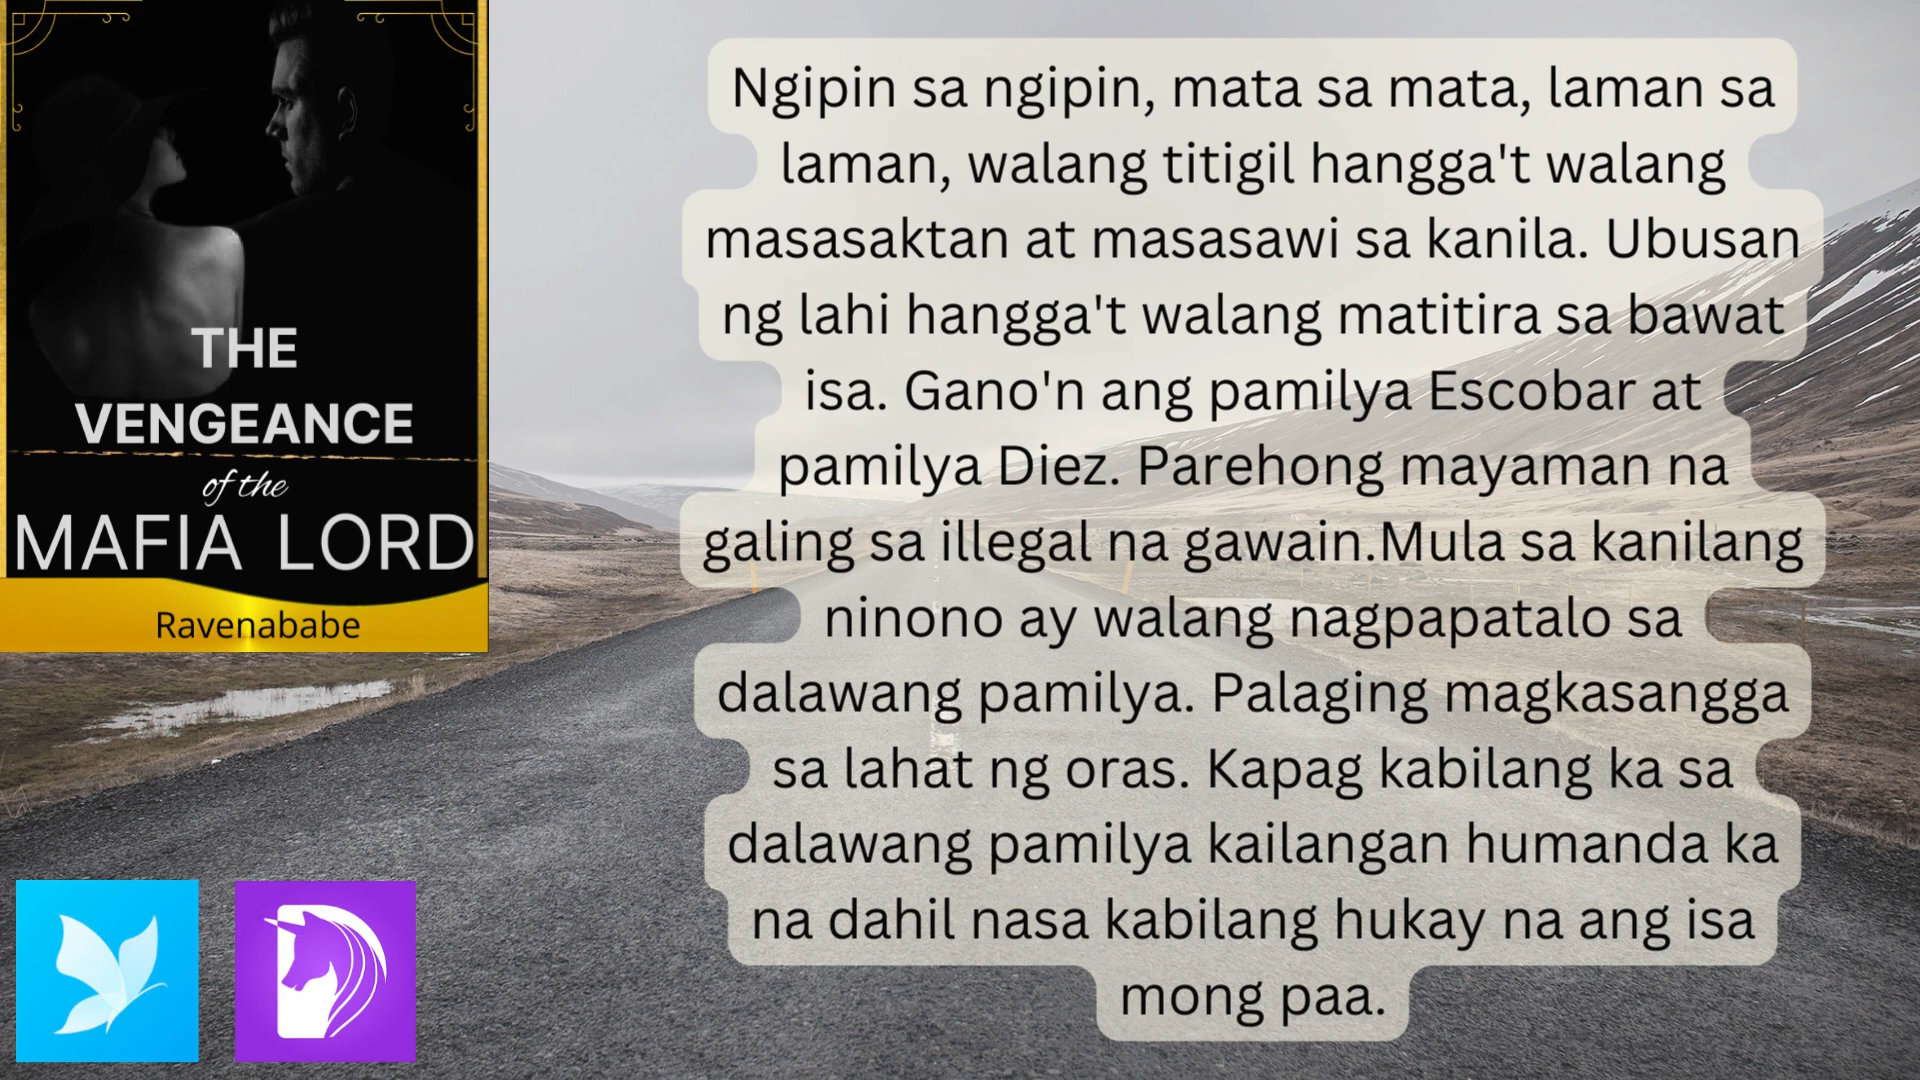 THE
VENGEANCE
of the
MAFIA LORD
Ravenababe
Ngipin sa ngipin, mata sa mata, laman sa
laman, walang titigil hangga't walang
masasaktan at masasawi sa kanila. Ubusan
ng lahi hangga't walang matitira sa bawat
isa. Gano'n ang pamilya Escobar at
pamilya Diez. Parehong mayaman na
galing sa illegal na gawain.Mula sa kanilang
ninono ay walang nagpapatalo sa
dalawang pamilya. Palaging magkasangga
sa lahat ng oras. Kapag kabilang ka sa
dalawang pamilya kailangan humanda ka
na dahil nasa kabilang hukay na ang isa
mong paa.